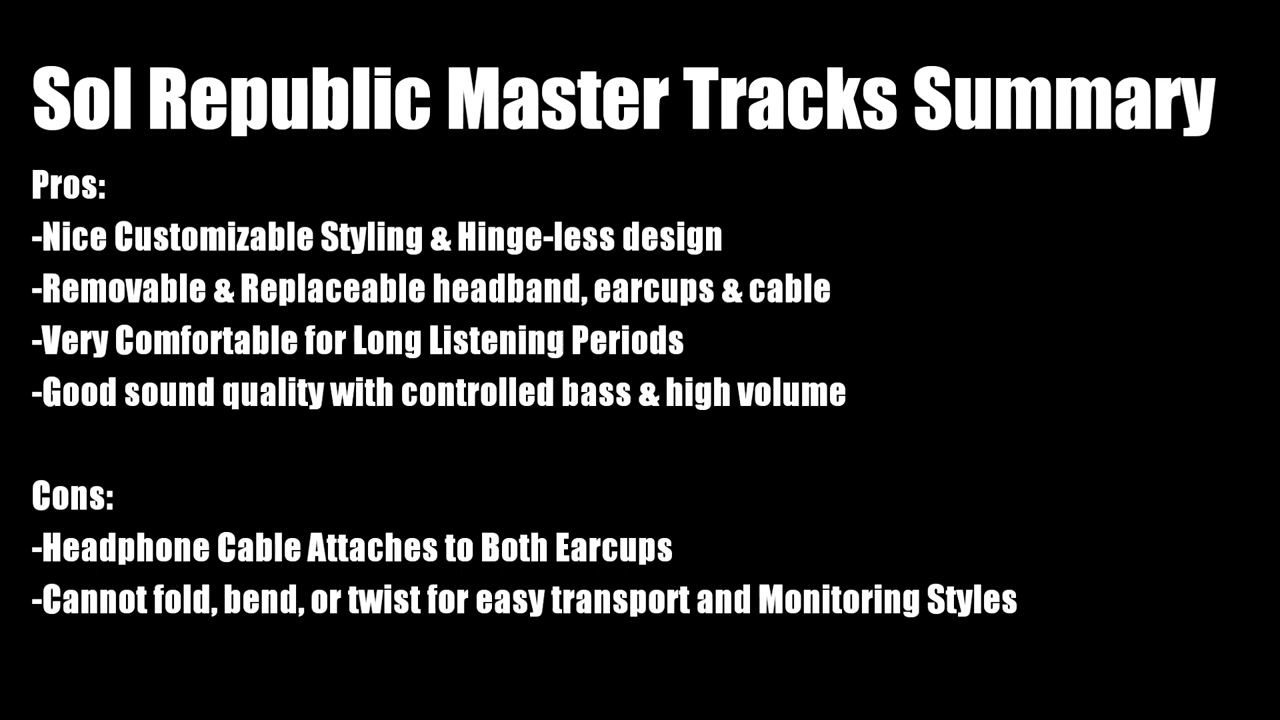 Sol Republic Master Tracks Summary
Pros:
-Nice Customizable Styling & Hinge-less design
-Removable & Replaceable headband, earcups & cable
-Very Comfortable for Long Listening Periods
-Good sound quality with controlled bass & high volume
Cons:
-Headphone Cable Attaches to Both Earcups
-Cannot fold, bend, or twist for easy transport and Monitoring Styles